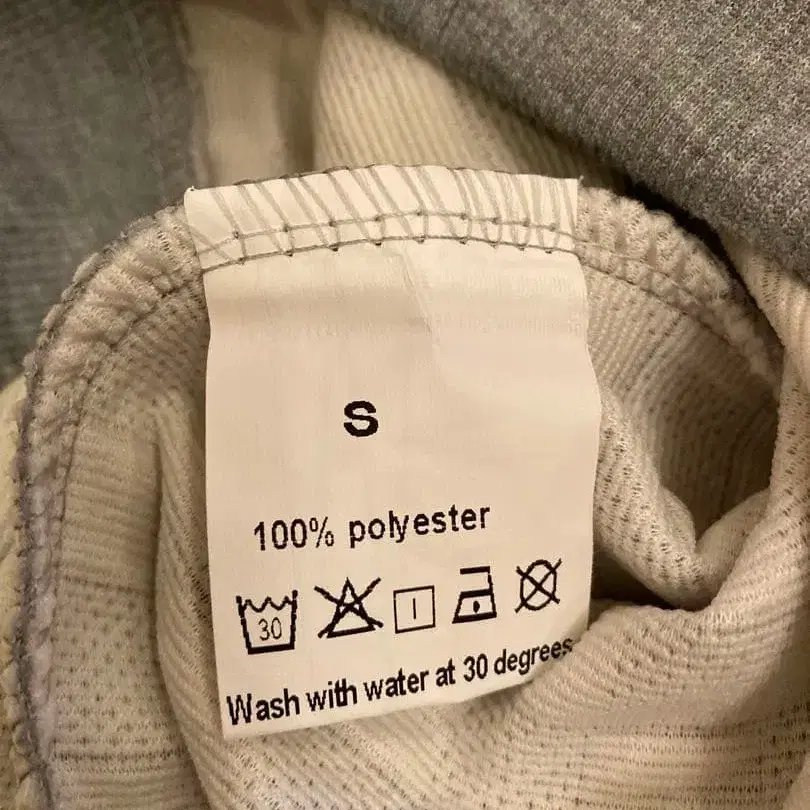 S
100% polyester
30
Wash with water at 30 degrees